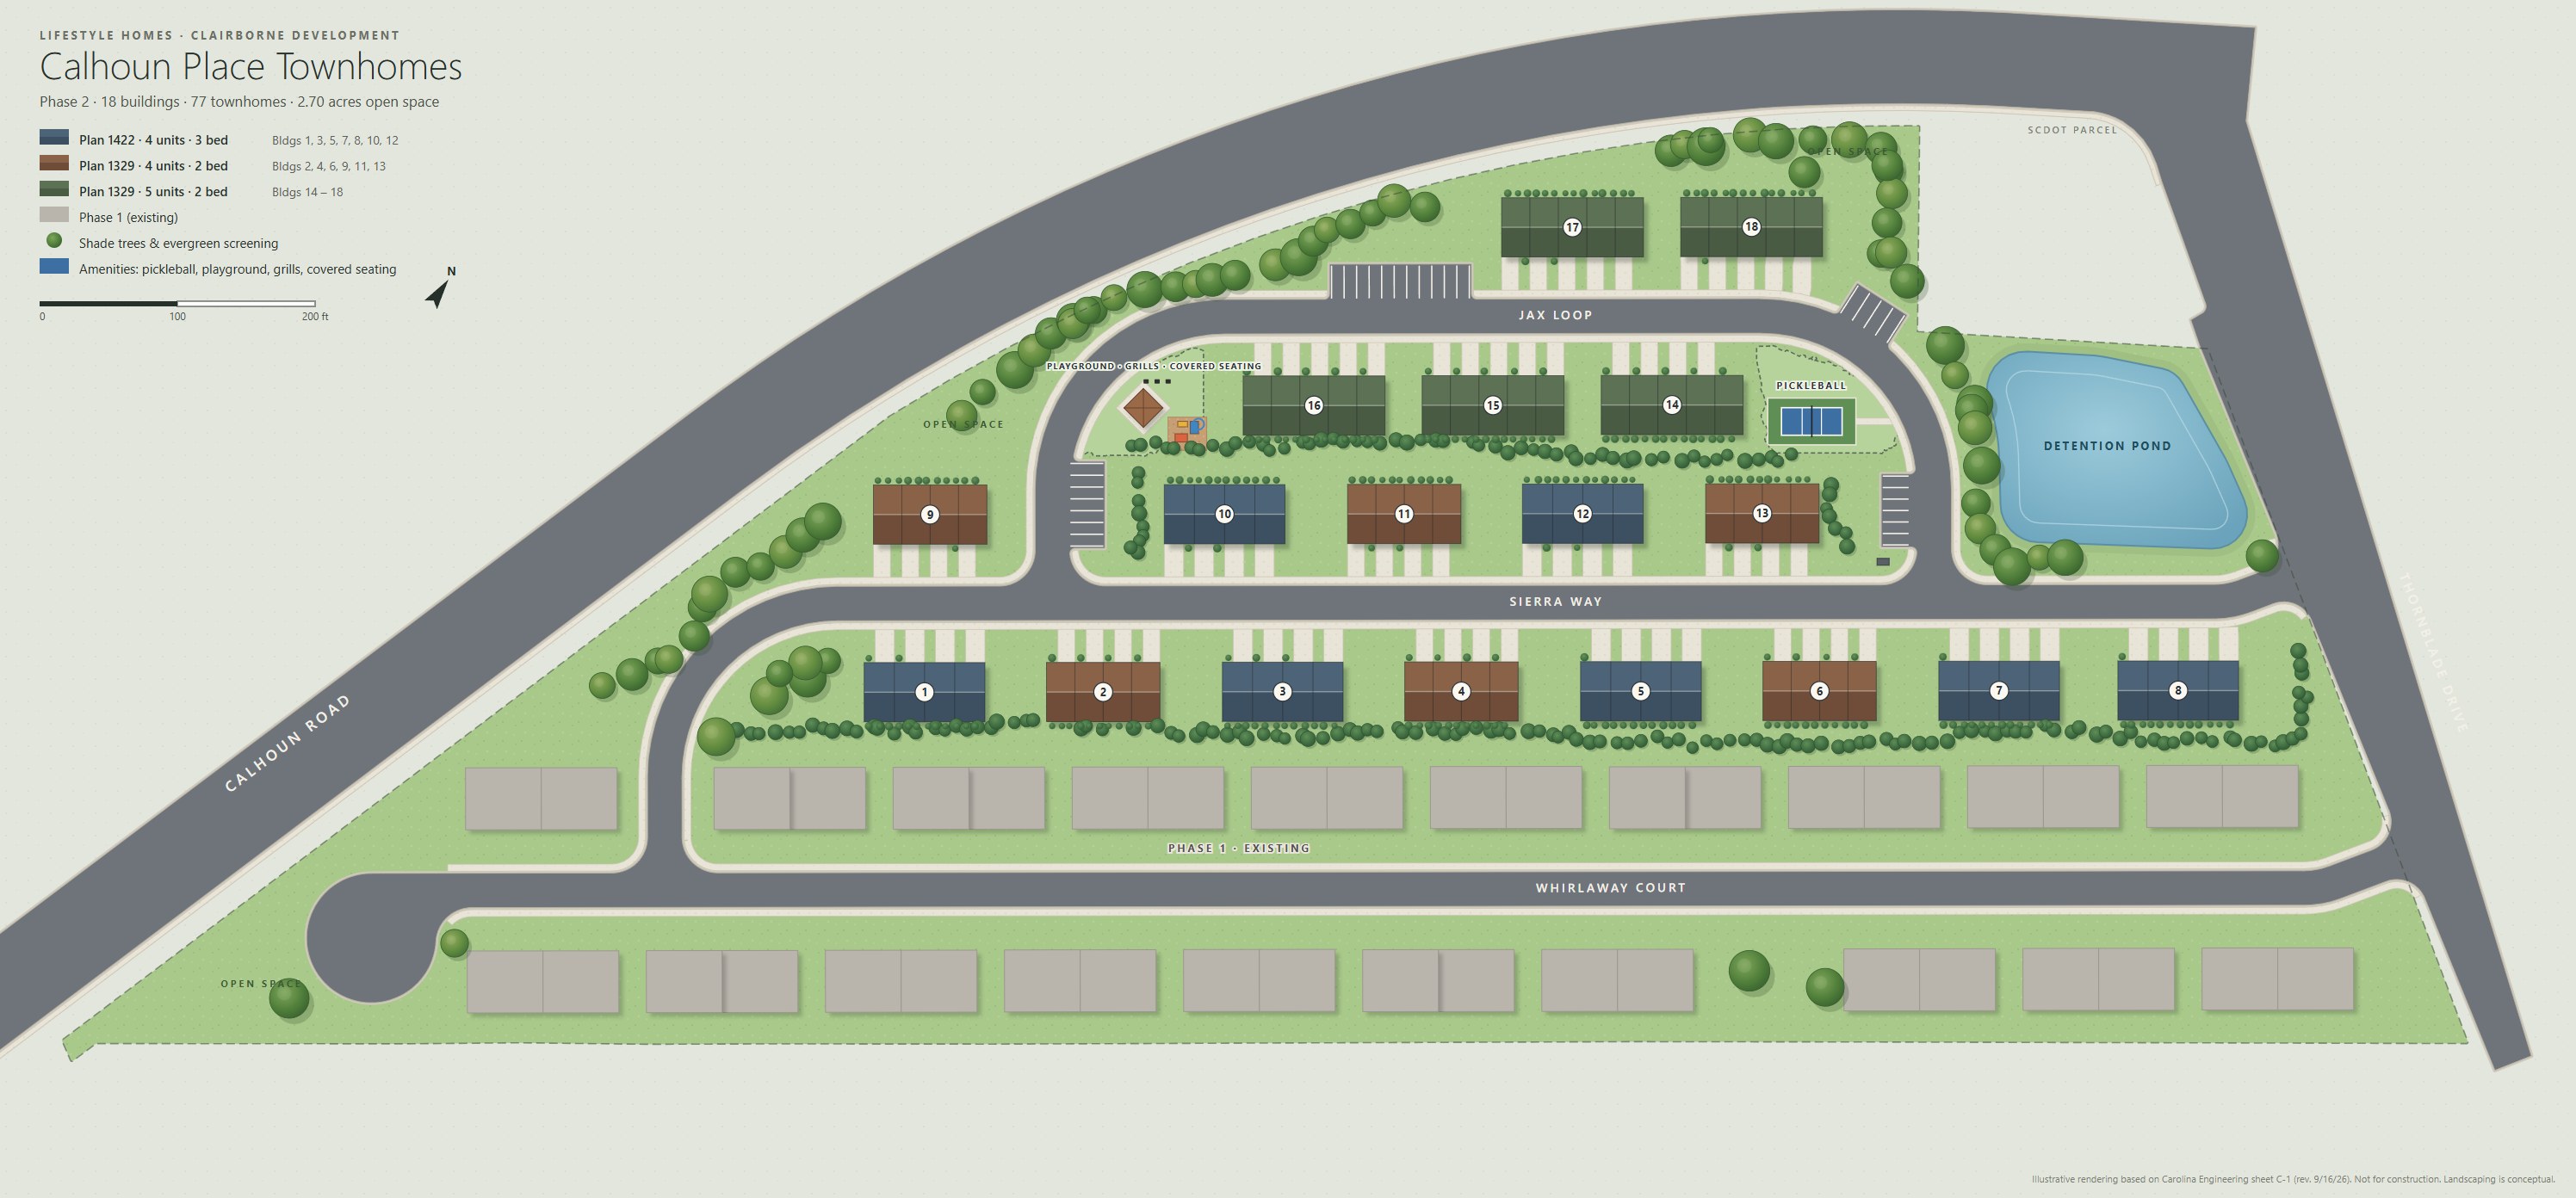 LIFESTYLE HOMES · CLAIRBORNE DEVELOPMENT
Calhoun Place Townhomes
Phase 2 · 18 buildings · 77 townhomes · 2.70 acres open space
Plan 1422 · 4 units · 3 bed Bldgs 1, 3, 5, 7, 8, 10, 12
Plan 1329 · 4 units · 2 bed Bldgs 2, 4, 6, 9, 11, 13
Plan 1329 · 5 units · 2 bed Bldgs 14 – 18
Phase 1 (existing)
Shade trees & evergreen screening
Amenities: pickleball, playground, grills, covered seating
N
0 100 200 ft
SCDOT PARCEL
OPEN SPACE
17 18
JAX LOOP
PLAYGROUND · GRILLS · COVERED SEATING
PICKLEBALL
16 15 14
OPEN SPACE
DETENTION POND
9 10 11 12 13
SIERRA WAY
THORNBLADE DRIVE
1 2 3 4 5 6 7 8
CALHOUN ROAD
PHASE 1 · EXISTING
WHIRLAWAY COURT
OPEN SPACE
Illustrative rendering based on Carolina Engineering sheet C-1 (rev. 9/16/26). Not for construction. Landscaping is conceptual.